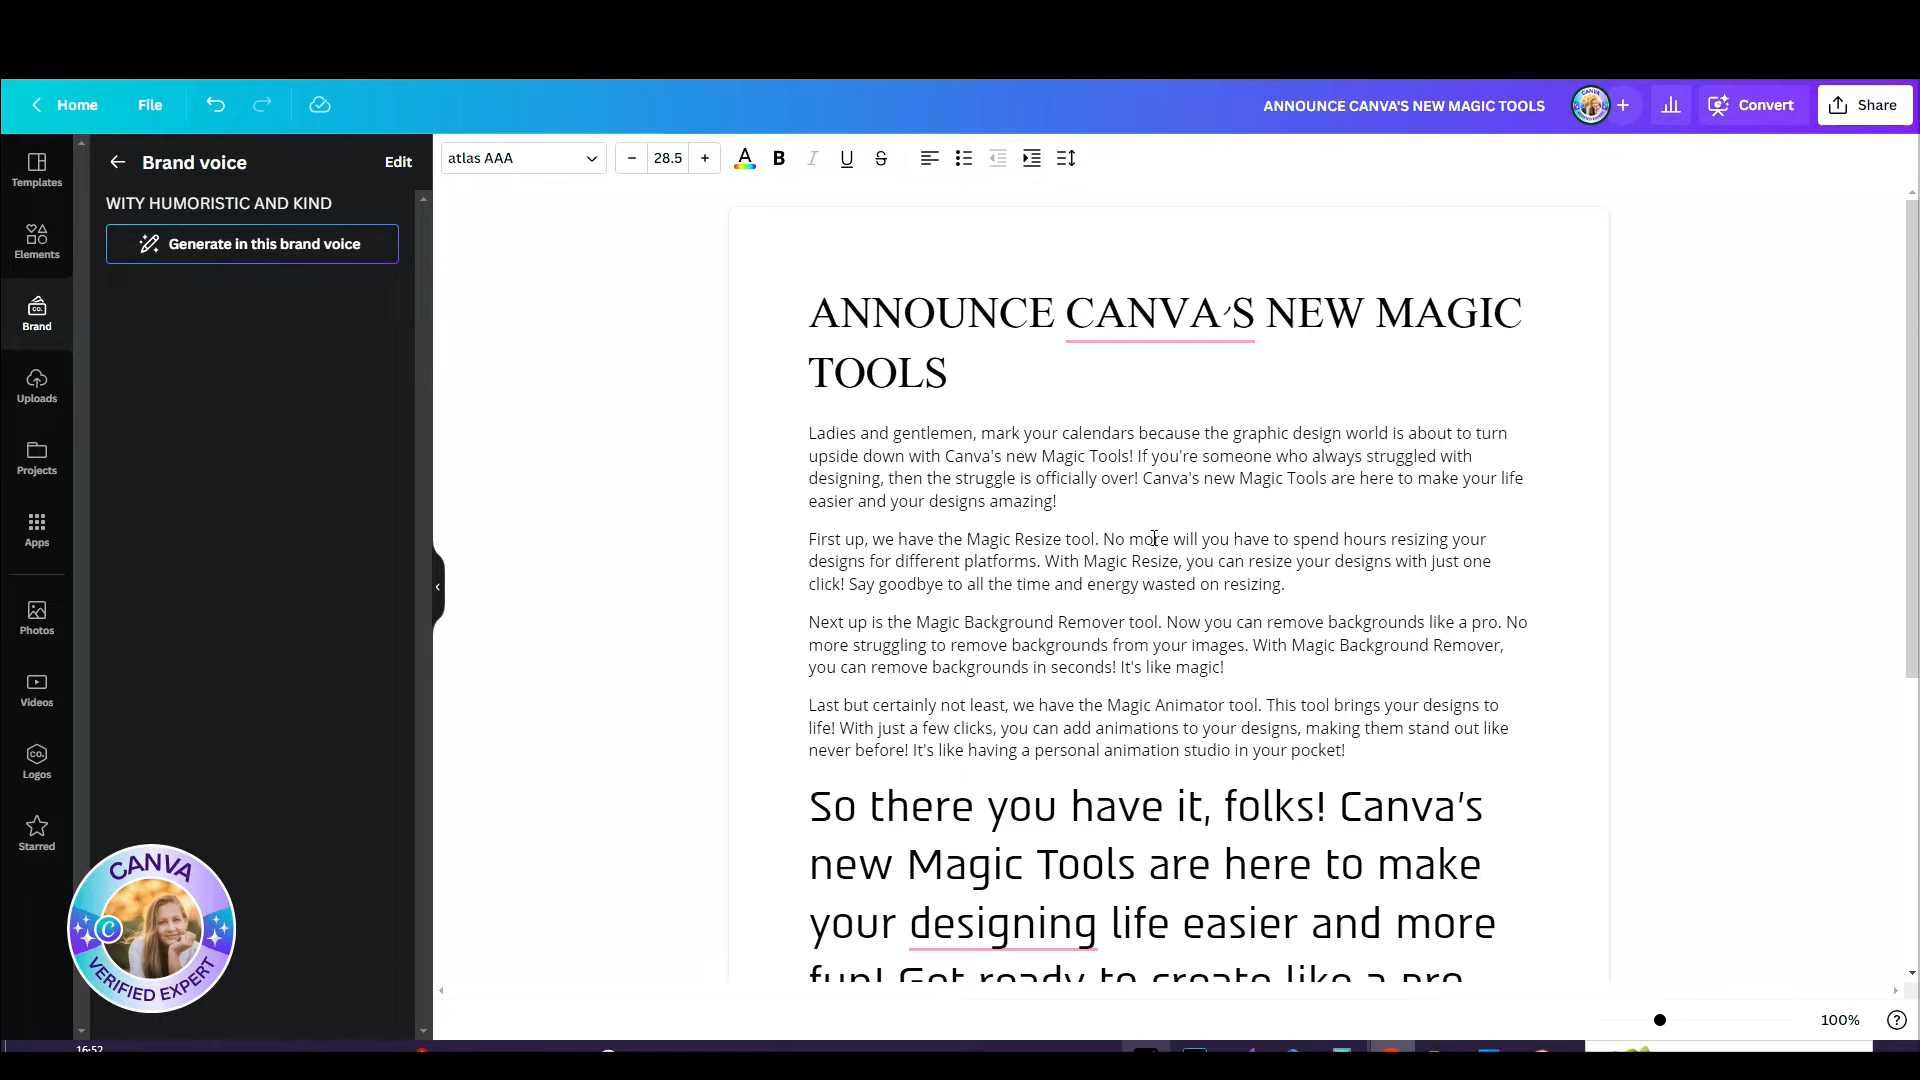 Home
File
ANNOUNCE CANVA'S NEW MAGIC TOOLS
Convert
Share
Templates
Elements
Brand
Uploads
Projects
Apps
Photos
Videos
Logos
Starred
Brand voice
Edit
WITY HUMORISTIC AND KIND
Generate in this brand voice
atlas AAA
28.5
ANNOUNCE CANVA'S NEW MAGIC
TOOLS
Ladies and gentlemen, mark your calendars because the graphic design world is about to turn
upside down with Canva's new Magic Tools! If you're someone who always struggled with
designing, then the struggle is officially over! Canva's new Magic Tools are here to make your life
easier and your designs amazing!
First up, we have the Magic Resize tool. No more will you have to spend hours resizing your
designs for different platforms. With Magic Resize, you can resize your designs with just one
click! Say goodbye to all the time and energy wasted on resizing.
Next up is the Magic Background Remover tool. Now you can remove backgrounds like a pro. No
more struggling to remove backgrounds from your images. With Magic Background Remover,
you can remove backgrounds in seconds! It's like magic!
Last but certainly not least, we have the Magic Animator tool. This tool brings your designs to
life! With just a few clicks, you can add animations to your designs, making them stand out like
never before! It's like having a personal animation studio in your pocket!
So there you have it, folks! Canva's
new Magic Tools are here to make
your designing life easier and more
fun! Get ready to create like a pro
CANVA
VERIFIED EXPERT
100%
16:52